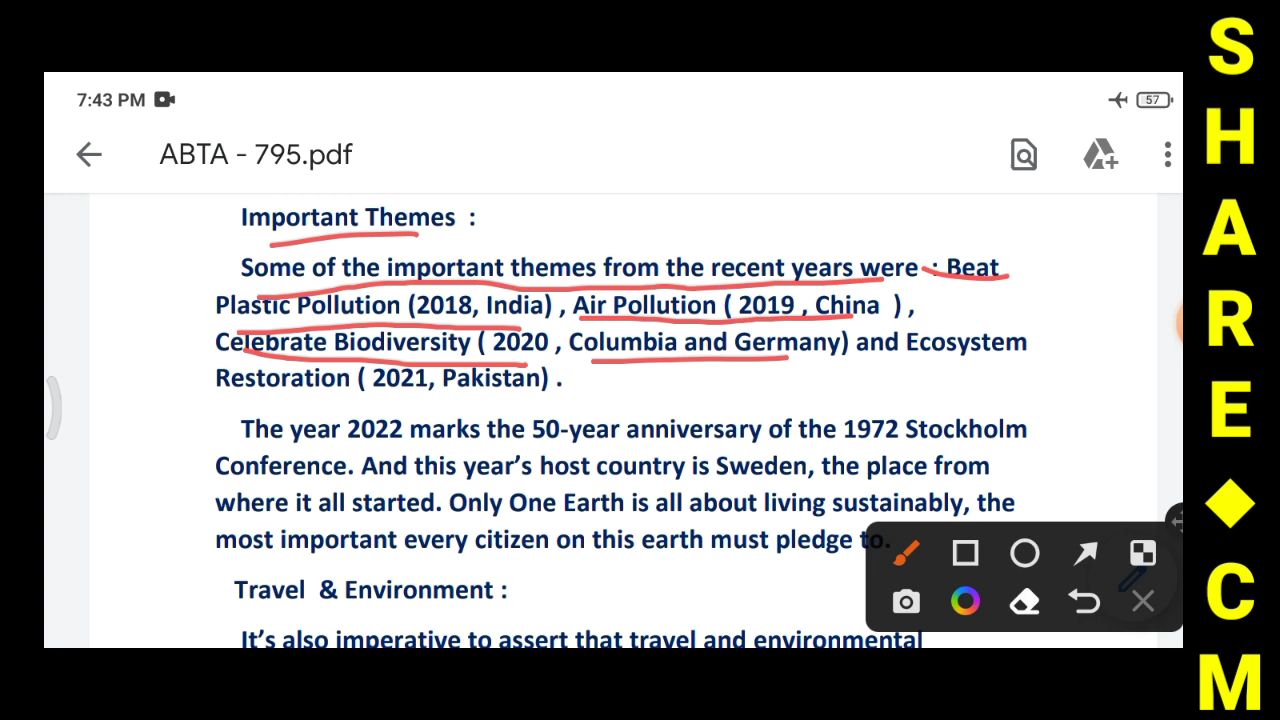 7:43 PM
57
ABTA - 795.pdf
Important Themes :
Some of the important themes from the recent years were : Beat
Plastic Pollution (2018, India) , Air Pollution ( 2019 , China ) ,
Celebrate Biodiversity ( 2020 , Columbia and Germany) and Ecosystem
Restoration ( 2021, Pakistan) .
The year 2022 marks the 50-year anniversary of the 1972 Stockholm
Conference. And this year’s host country is Sweden, the place from
where it all started. Only One Earth is all about living sustainably, the
most important every citizen on this earth must pledge to.
Travel & Environment :
It’s also imperative to assert that travel and environmental
SHARE◆CM